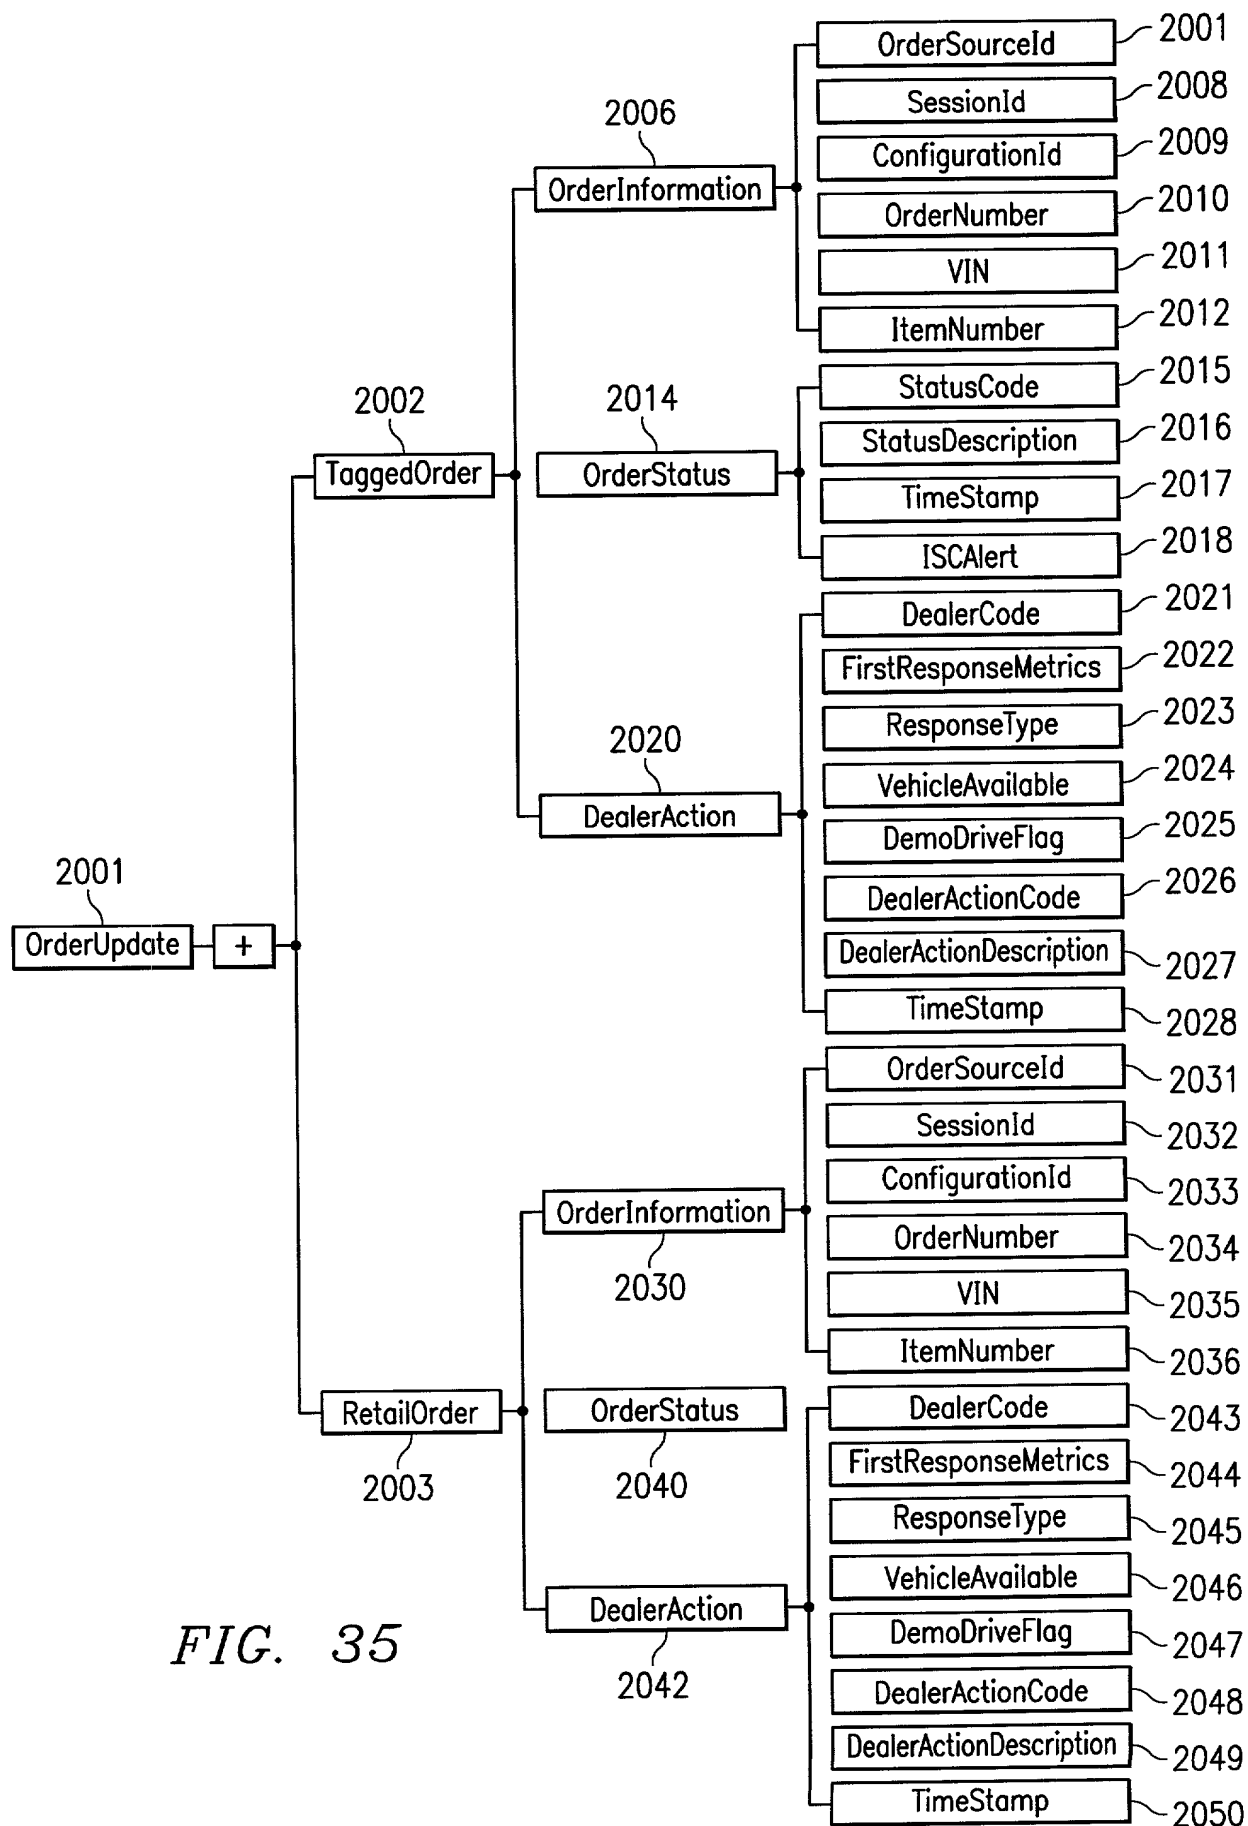 OrderSourceId 2001
SessionId 2008
2006
ConfigurationId 2009
OrderInformation
OrderNumber 2010
VIN 2011
ItemNumber 2012
StatusCode 2015
2002
2014
StatusDescription 2016
TaggedOrder
OrderStatus
TimeStamp 2017
ISCAlert 2018
DealerCode 2021
FirstResponseMetrics 2022
ResponseType 2023
2020
VehicleAvailable 2024
DealerAction
DemoDriveFlag 2025
2001
DealerActionCode 2026
OrderUpdate +
DealerActionDescription 2027
TimeStamp 2028
OrderSourceId 2031
SessionId 2032
ConfigurationId 2033
OrderInformation
OrderNumber 2034
2030
VIN 2035
ItemNumber 2036
RetailOrder
OrderStatus
DealerCode 2043
FirstResponseMetrics 2044
2003
2040
ResponseType 2045
VehicleAvailable 2046
DealerAction
DemoDriveFlag 2047
FIG. 35
2042
DealerActionCode 2048
DealerActionDescription 2049
TimeStamp 2050